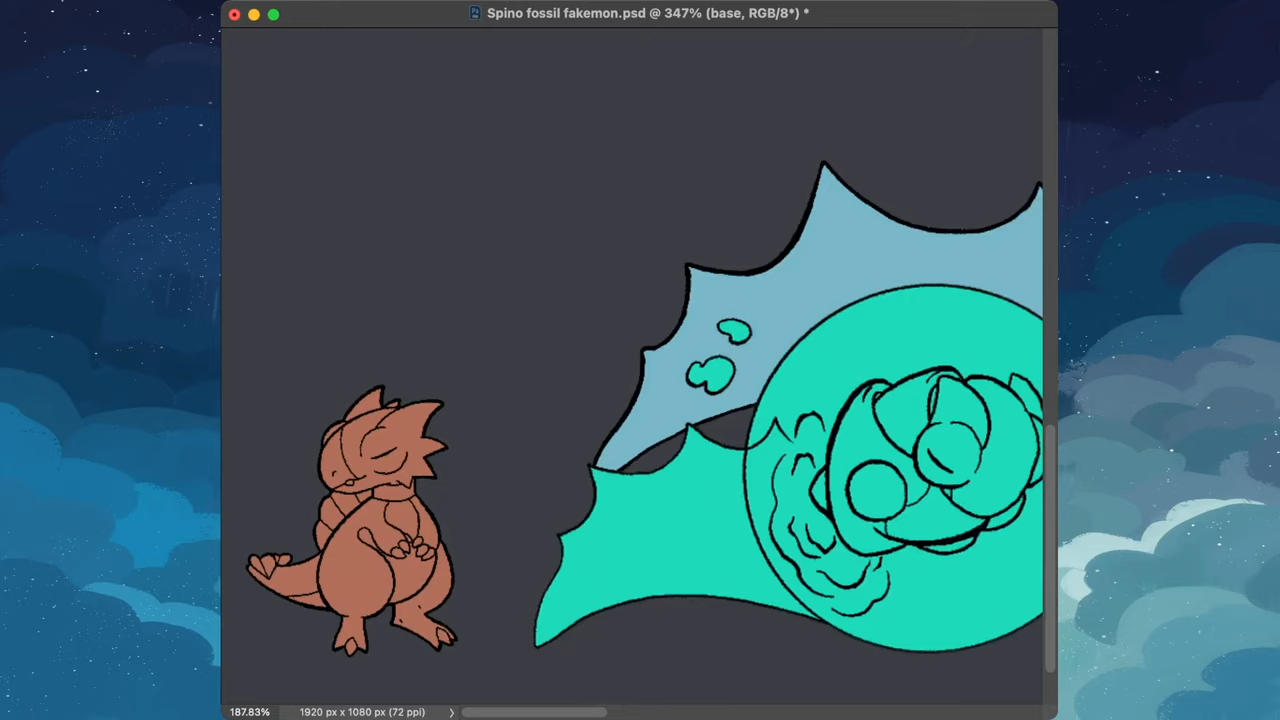 Spino fossil fakemon.psd @ 347% (base, RGB/8*) *
187.83% 1920 px x 1080 px (72 ppi)